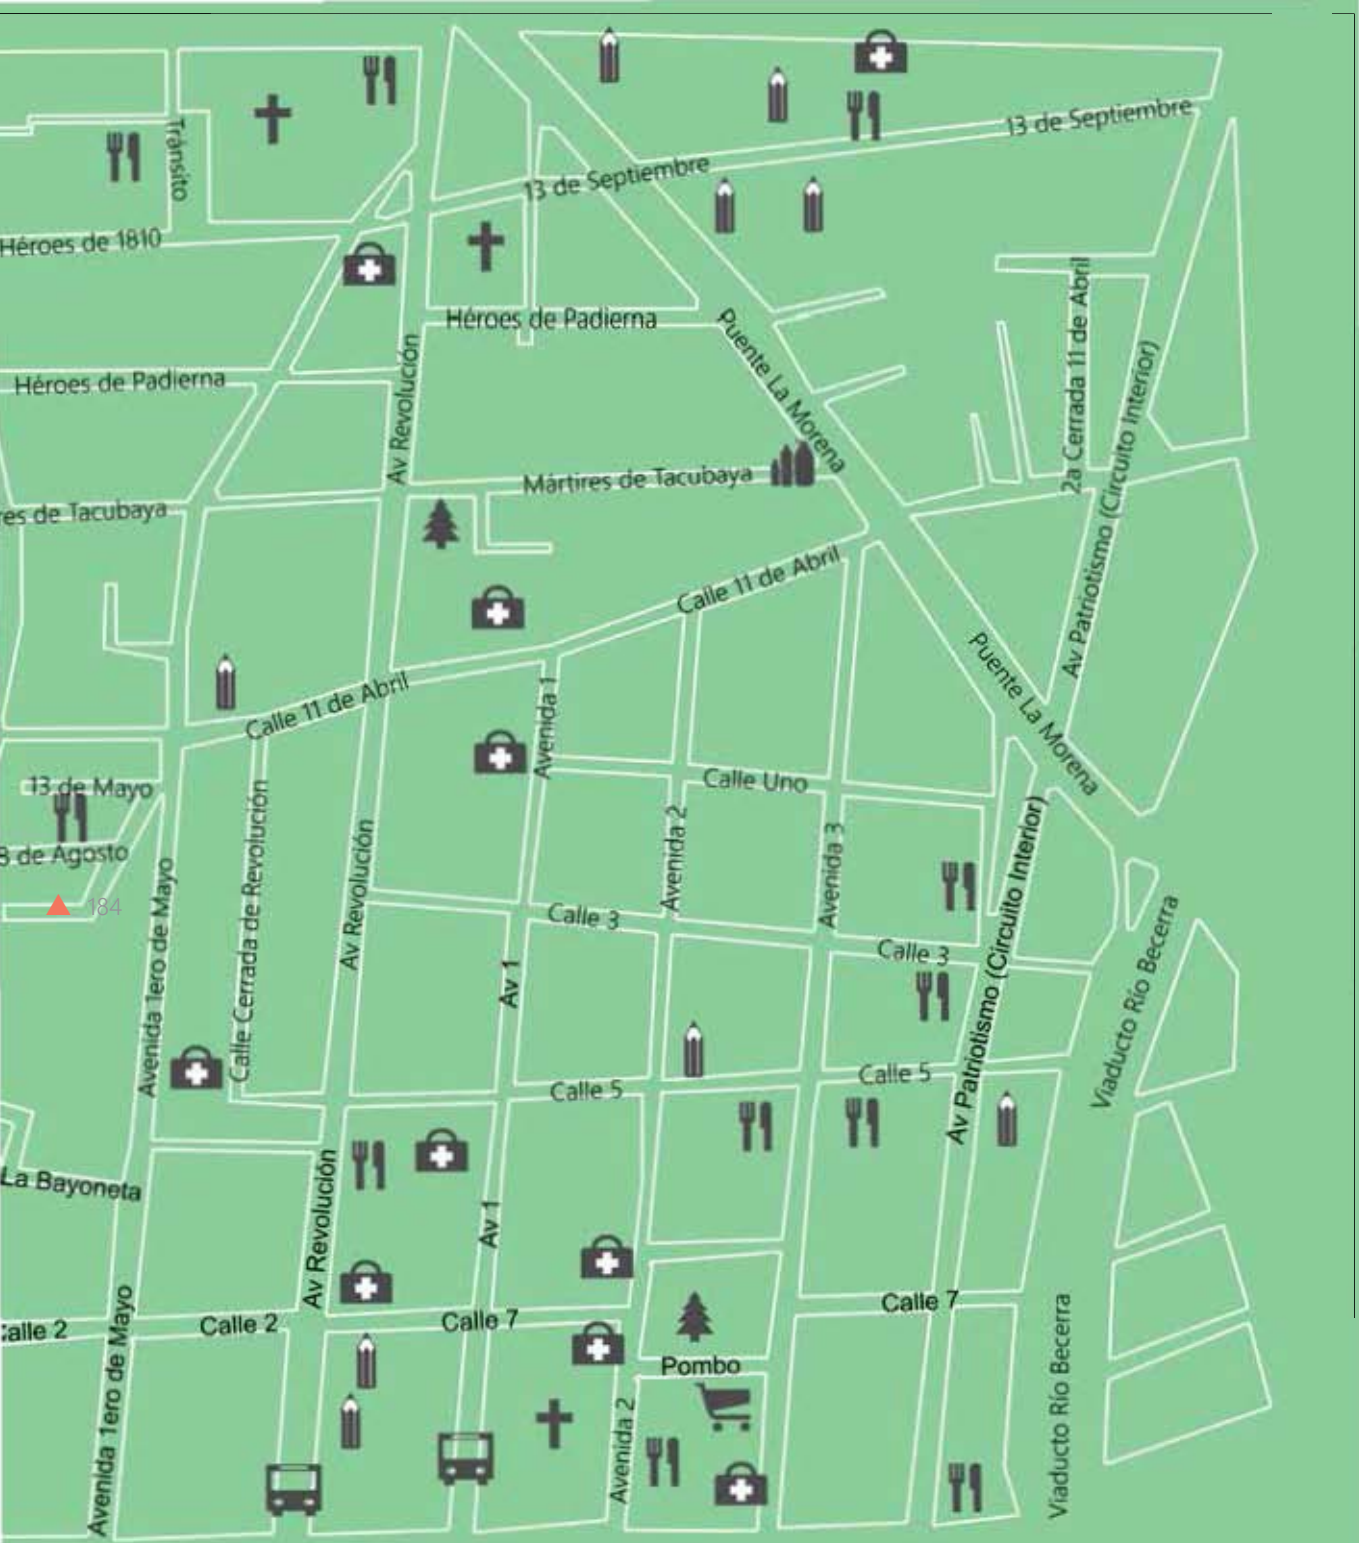 13 de Septiembre
Tránsito
13 de Septiembre
Héroes de 1810
Héroes de Padierna
Puente La Morena
2a Cerrada 11 de Abril
Av Revolución
Héroes de Padierna
Av Patriotismo (Circuito Interior)
Mártires de Tacubaya
res de Tacubaya
Calle 11 de Abril
Puente La Morena
Calle 11 de Abril
Avenida 1
13 de Mayo
Calle Uno
Calle Cerrada de Revolución
Avenida 2
Avenida 3
Av Revolución
8 de Agosto
184
Avenida 1ero de Mayo
Calle 3
Calle 3
Av Patriotismo (Circuito Interior)
Viaducto Río Becerra
Av 1
Calle 5
Calle 5
La Bayoneta
Av Revolución
Av 1
Calle 7
Calle 2
Calle 2
Calle 7
Avenida 1ero de Mayo
Pombo
Avenida 2
Viaducto Río Becerra